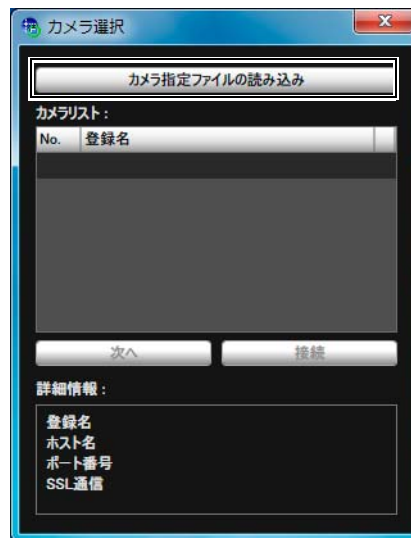 カメラ選択
カメラ指定ファイルの読み込み
カメラリスト：
No. 登録名
次へ 接続
詳細情報：
登録名
ホスト名
ポート番号
SSL通信